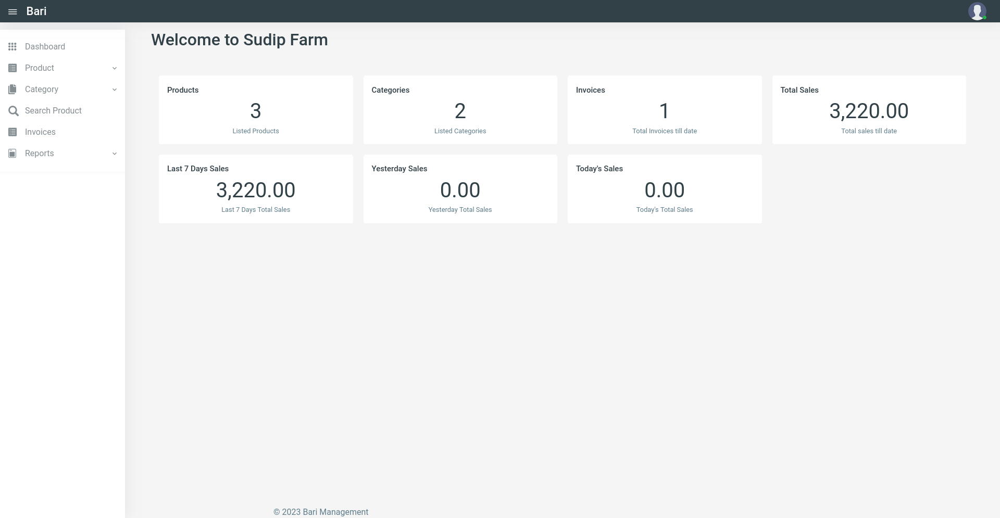 Bari
Dashboard
Product
Category
Search Product
Invoices
Reports
Welcome to Sudip Farm
Products
3
Listed Products
Categories
2
Listed Categories
Invoices
1
Total Invoices till date
Total Sales
3,220.00
Total sales till date
Last 7 Days Sales
3,220.00
Last 7 Days Total Sales
Yesterday Sales
0.00
Yesterday Total Sales
Today's Sales
0.00
Today's Total Sales
© 2023 Bari Management